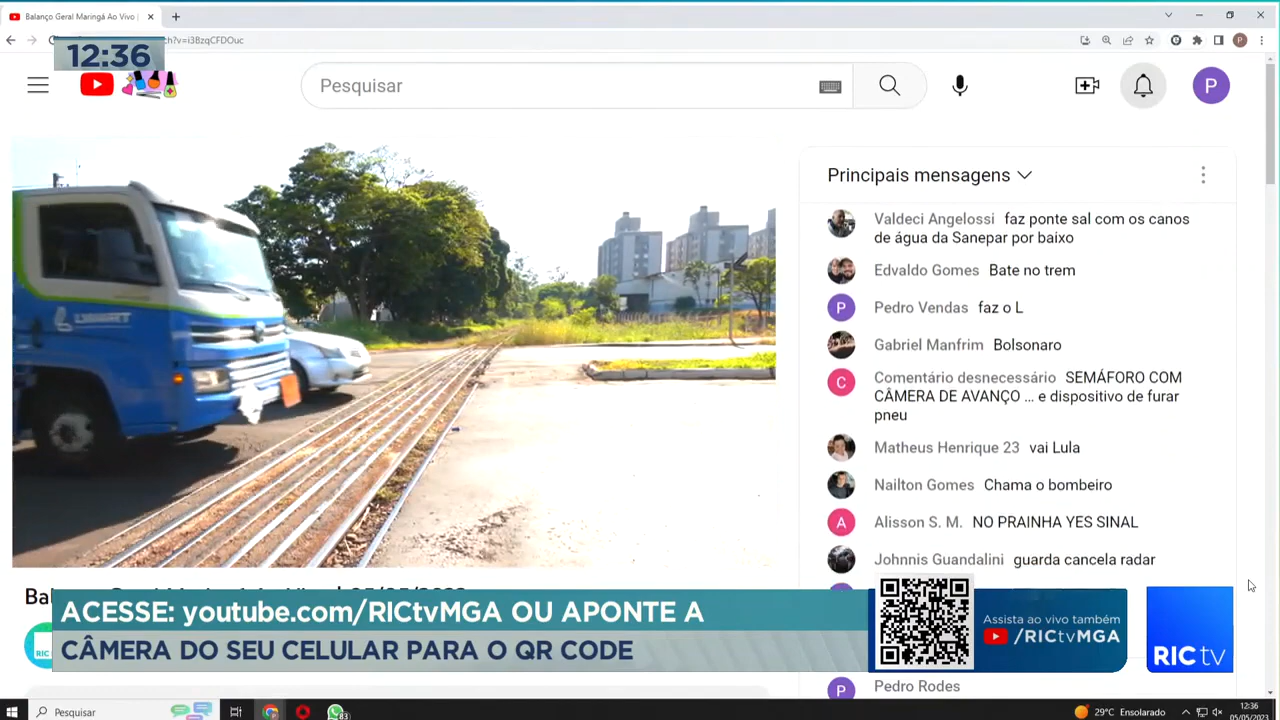 Balanço Geral Maringá Ao Vivo |
12:36
ch?v=i3BzqCFDOuc
P
Pesquisar
P
Principais mensagens
Valdeci Angelossi faz ponte sal com os canos
de água da Sanepar por baixo
Edvaldo Gomes Bate no trem
P Pedro Vendas faz o L
Gabriel Manfrim Bolsonaro
C Comentário desnecessário SEMÁFORO COM
CÂMERA DE AVANÇO ... e dispositivo de furar
pneu
Matheus Henrique 23 vai Lula
Nailton Gomes Chama o bombeiro
A Alisson S. M. NO PRAINHA YES SINAL
Johnnis Guandalini guarda cancela radar
Bal
RIC
ACESSE: youtube.com/RICtvMGA OU APONTE A
CÂMERA DO SEU CELULAR PARA O QR CODE
Assista ao vivo também
/RICtvMGA
RIC tv
P Pedro Rodes
Pesquisar
83
29°C Ensolarado
12:36
05/05/2023